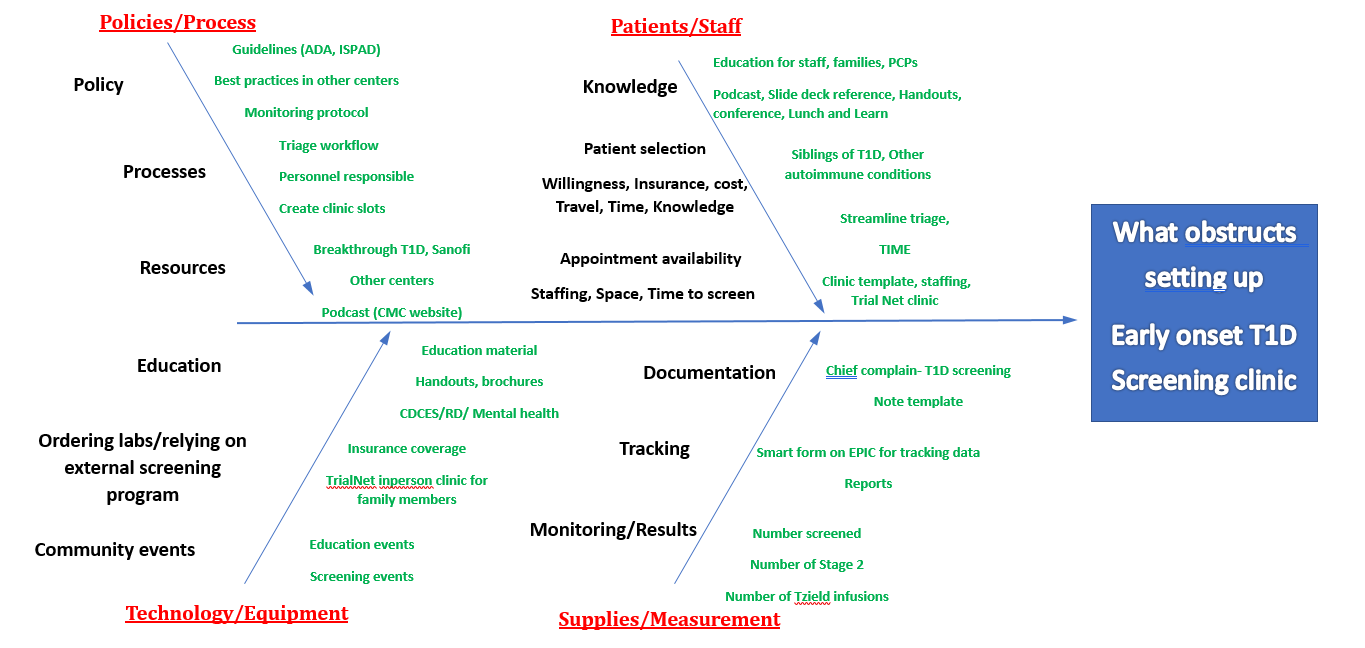 Policies/Process
Guidelines (ADA, ISPAD)
Policy
Best practices in other centers
Monitoring protocol
Triage workflow
Processes
Personnel responsible
Create clinic slots
Breakthrough T1D, Sanofi
Resources
Other centers
Podcast (CMC website)
Patients/Staff
Education for staff, families, PCPs
Knowledge
Podcast, Slide deck reference, Handouts,
conference, Lunch and Learn
Patient selection
Siblings of T1D, Other
autoimmune conditions
Willingness, Insurance, cost,
Travel, Time, Knowledge
Streamline triage,
TIME
Appointment availability
Clinic template, staffing,
Trial Net clinic
Staffing, Space, Time to screen
What obstructs
setting up
Early onset T1D
Screening clinic
Education material
Education
Handouts, brochures
CDCES/RD/ Mental health
Ordering labs/relying on
external screening
program
Insurance coverage
TrialNet inperson clinic for
family members
Community events
Education events
Screening events
Technology/Equipment
Documentation
Chief complain- T1D screening
Note template
Tracking
Smart form on EPIC for tracking data
Reports
Monitoring/Results
Number screened
Number of Stage 2
Number of Tzield infusions
Supplies/Measurement